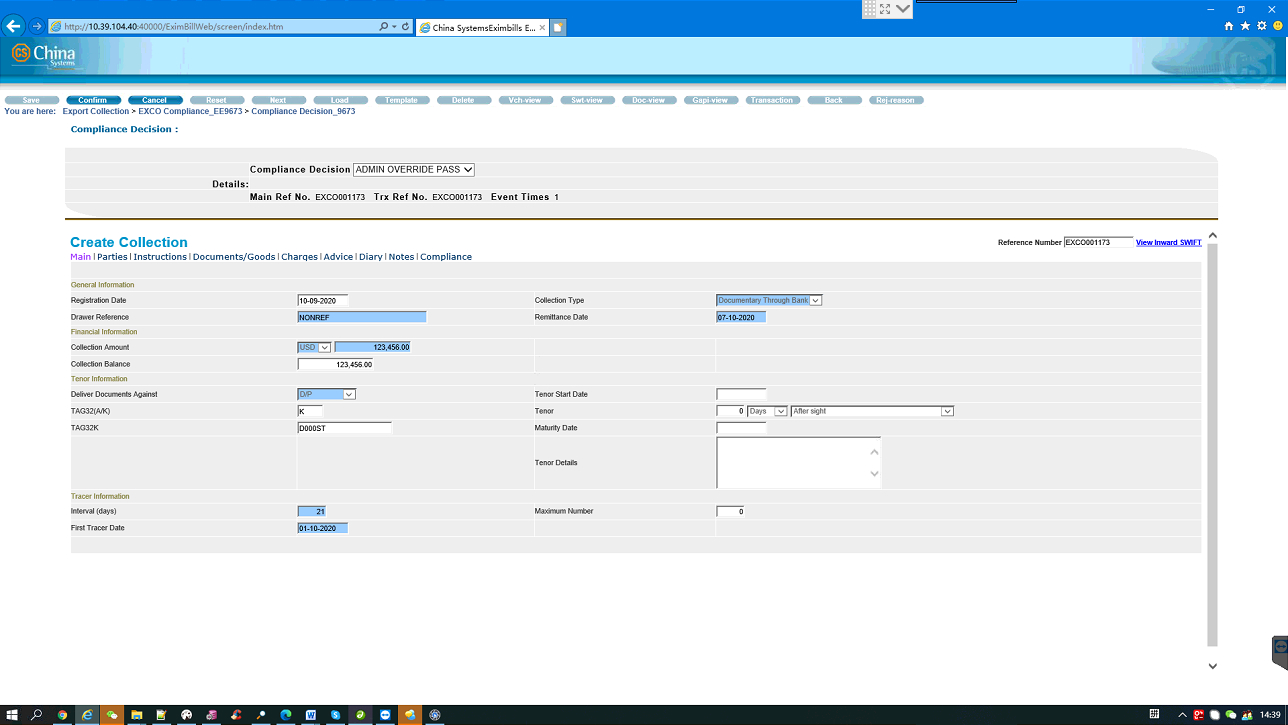 http://10.39.104.40:40000/EximBillWeb/screen/index.htm
China SystemsEximbills E...
CS China
Systems
Save Confirm Cancel Reset Next Load Template Delete Vch-view Swt-view Doc-view Gapi-view Transaction Back Rej-reason
You are here: Export Collection > EXCO Compliance_EE9673 > Compliance Decision_9673
Compliance Decision :
Compliance Decision ADMIN OVERRIDE PASS
Details:
Main Ref No. EXCO001173 Trx Ref No. EXCO001173 Event Times 1
Create Collection
Reference Number EXCO001173 View Inward SWIFT
Main | Parties | Instructions | Documents/Goods | Charges | Advice | Diary | Notes | Compliance
General Information
Registration Date 10-09-2020 Collection Type Documentary Through Bank
Drawer Reference NONREF Remittance Date 07-10-2020
Financial Information
Collection Amount USD 123,456.00
Collection Balance 123,456.00
Tenor Information
Deliver Documents Against D/P Tenor Start Date
TAG32(A/K) K Tenor 0 Days After sight
TAG32K D000ST Maturity Date
Tenor Details
Tracer Information
Interval (days) 21 Maximum Number 0
First Tracer Date 01-10-2020
14:39